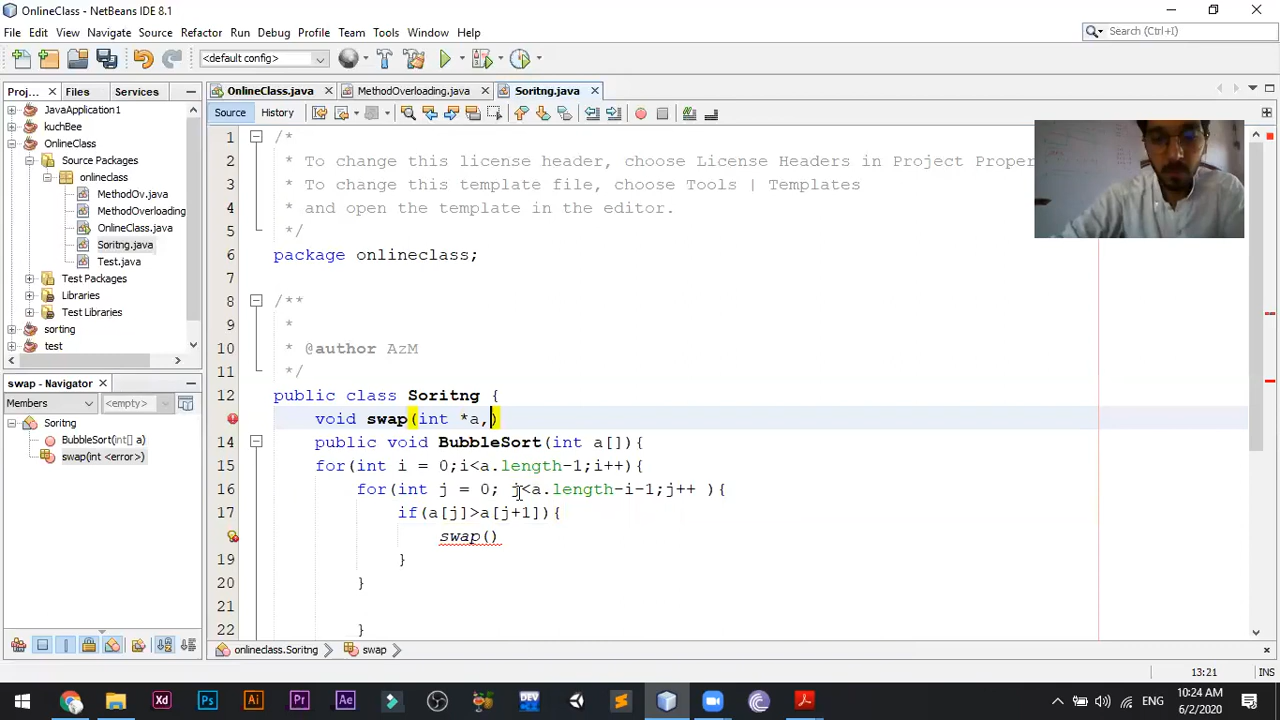 OnlineClass - NetBeans IDE 8.1
File Edit View Navigate Source Refactor Run Debug Profile Team Tools Window Help
Search (Ctrl+I)
<default config>
Proj... Files Services
OnlineClass.java MethodOverloading.java Soritng.java
Source History
JavaApplication1
kuchBee
OnlineClass
Source Packages
onlineclass
MethodOv.java
MethodOverloading
OnlineClass.java
Soritng.java
Test.java
Test Packages
Libraries
Test Libraries
sorting
test
swap - Navigator
Members <empty>
Soritng
BubbleSort(int[] a)
swap(int <error>)
1 /*
2 * To change this license header, choose License Headers in Project Proper
3 * To change this template file, choose Tools | Templates
4 * and open the template in the editor.
5 */
6 package onlineclass;
7
8 /**
9 *
10 * @author AzM
11 */
12 public class Soritng {
void swap(int *a,)
14 public void BubbleSort(int a[]){
15 for(int i = 0;i<a.length-1;i++){
16 for(int j = 0; j<a.length-i-1;j++ ){
17 if(a[j]>a[j+1]){
swap()
19 }
20 }
21
22 }
onlineclass.Soritng swap
13:21 INS
Xd Ps Ai Pr Ae DEV
ENG
10:24 AM
6/2/2020